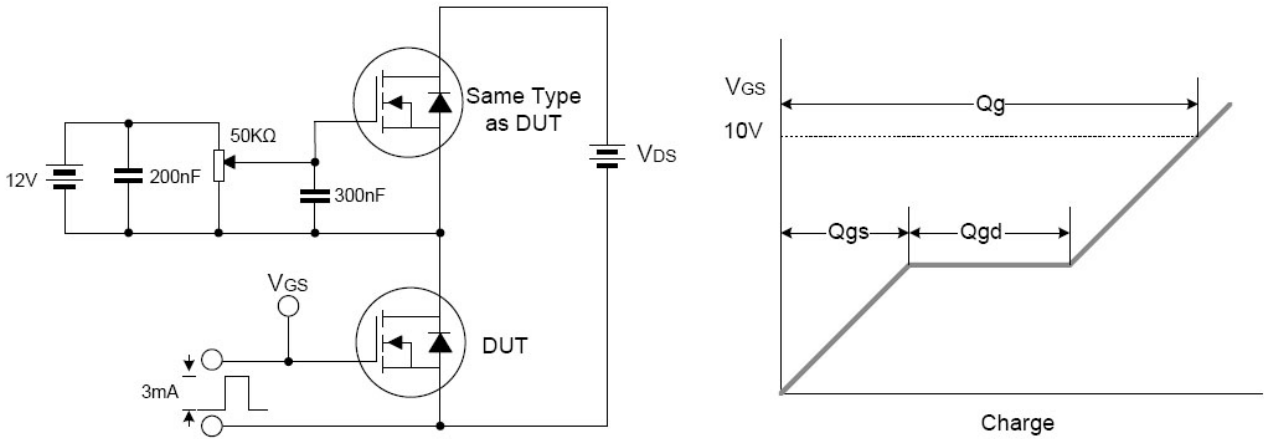 Same Type
as DUT
50KΩ
12V
200nF
300nF
VDS
VGS
DUT
3mA
VGS
10V
Qg
Qgs
Qgd
Charge